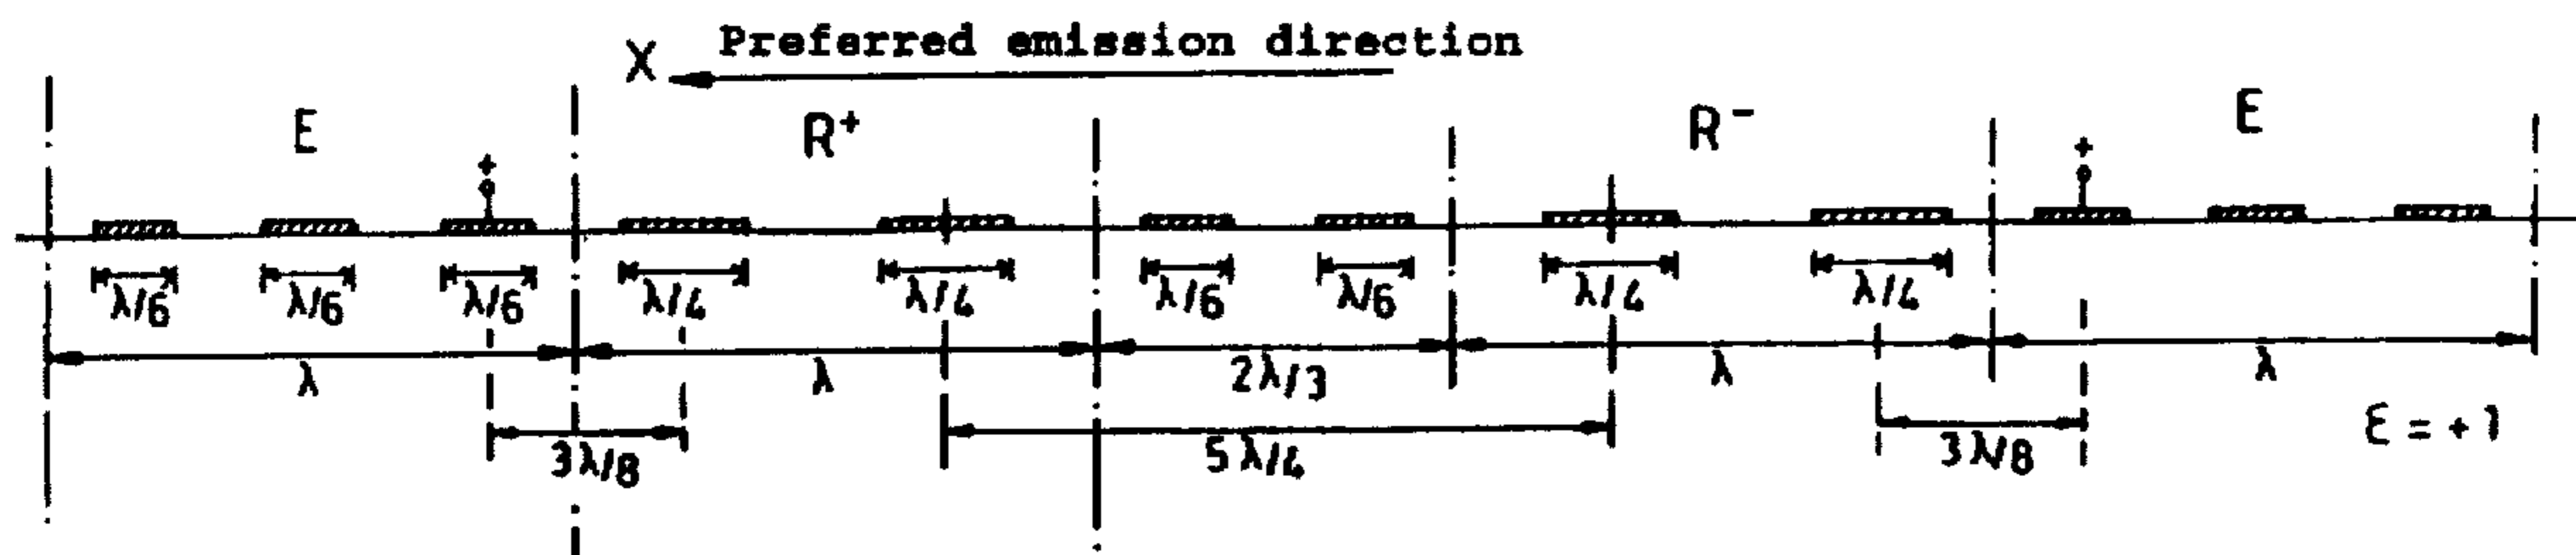 X Preferred emission direction
E R⁺ R⁻ E
+ +
λ/6 λ/6 λ/6 λ/4 λ/4 λ/6 λ/6 λ/4 λ/4
λ λ 2λ/3 λ λ
3λ/8 5λ/4 3λ/8 ε = +1